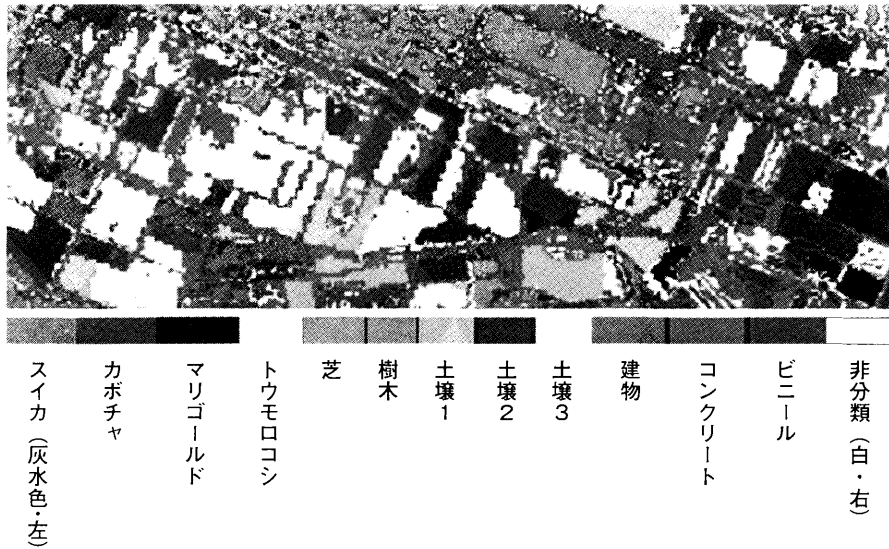 スイカ（灰水色・左）
カボチャ
マリゴールド
トウモロコシ
芝
樹木
土壌1
土壌2
土壌3
建物
コンクリート
ビニール
非分類（白・右）